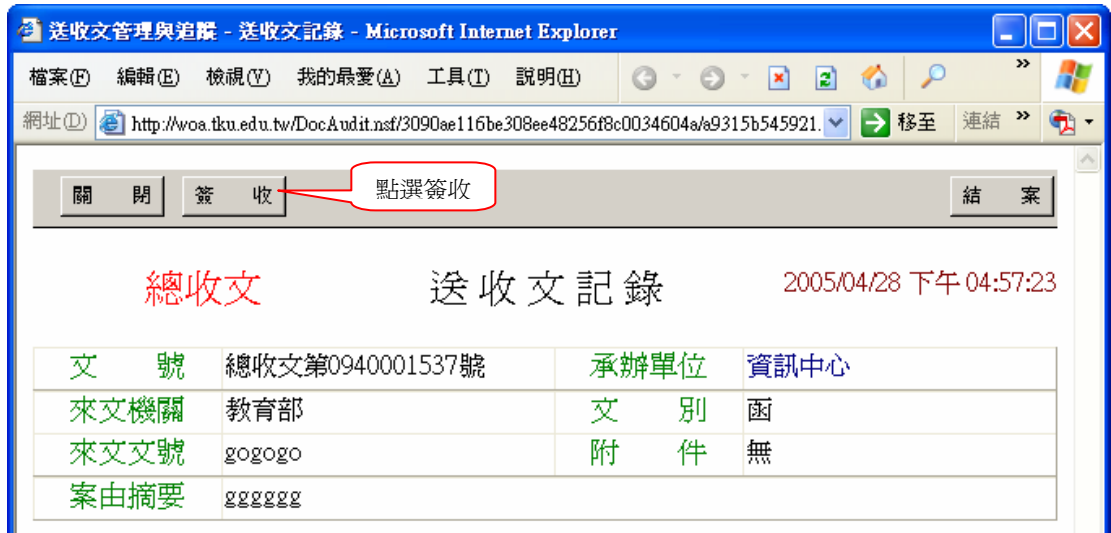 送收文管理與追蹤 - 送收文記錄 - Microsoft Internet Explorer
檔案(F) 編輯(E) 檢視(V) 我的最愛(A) 工具(T) 說明(H) »
網址(D) http://woa.tku.edu.tw/DocAudit.nsf/3090ae116be308ee48256f8c0034604a/a9315b545921. 移至 連結 »
關 閉 簽 收 點選簽收 結 案
總收文 送收文記錄 2005/04/28 下午 04:57:23
文 號 總收文第0940001537號 承辦單位 資訊中心
來文機關 教育部 文 別 函
來文文號 gogogo 附 件 無
案由摘要 gggggg